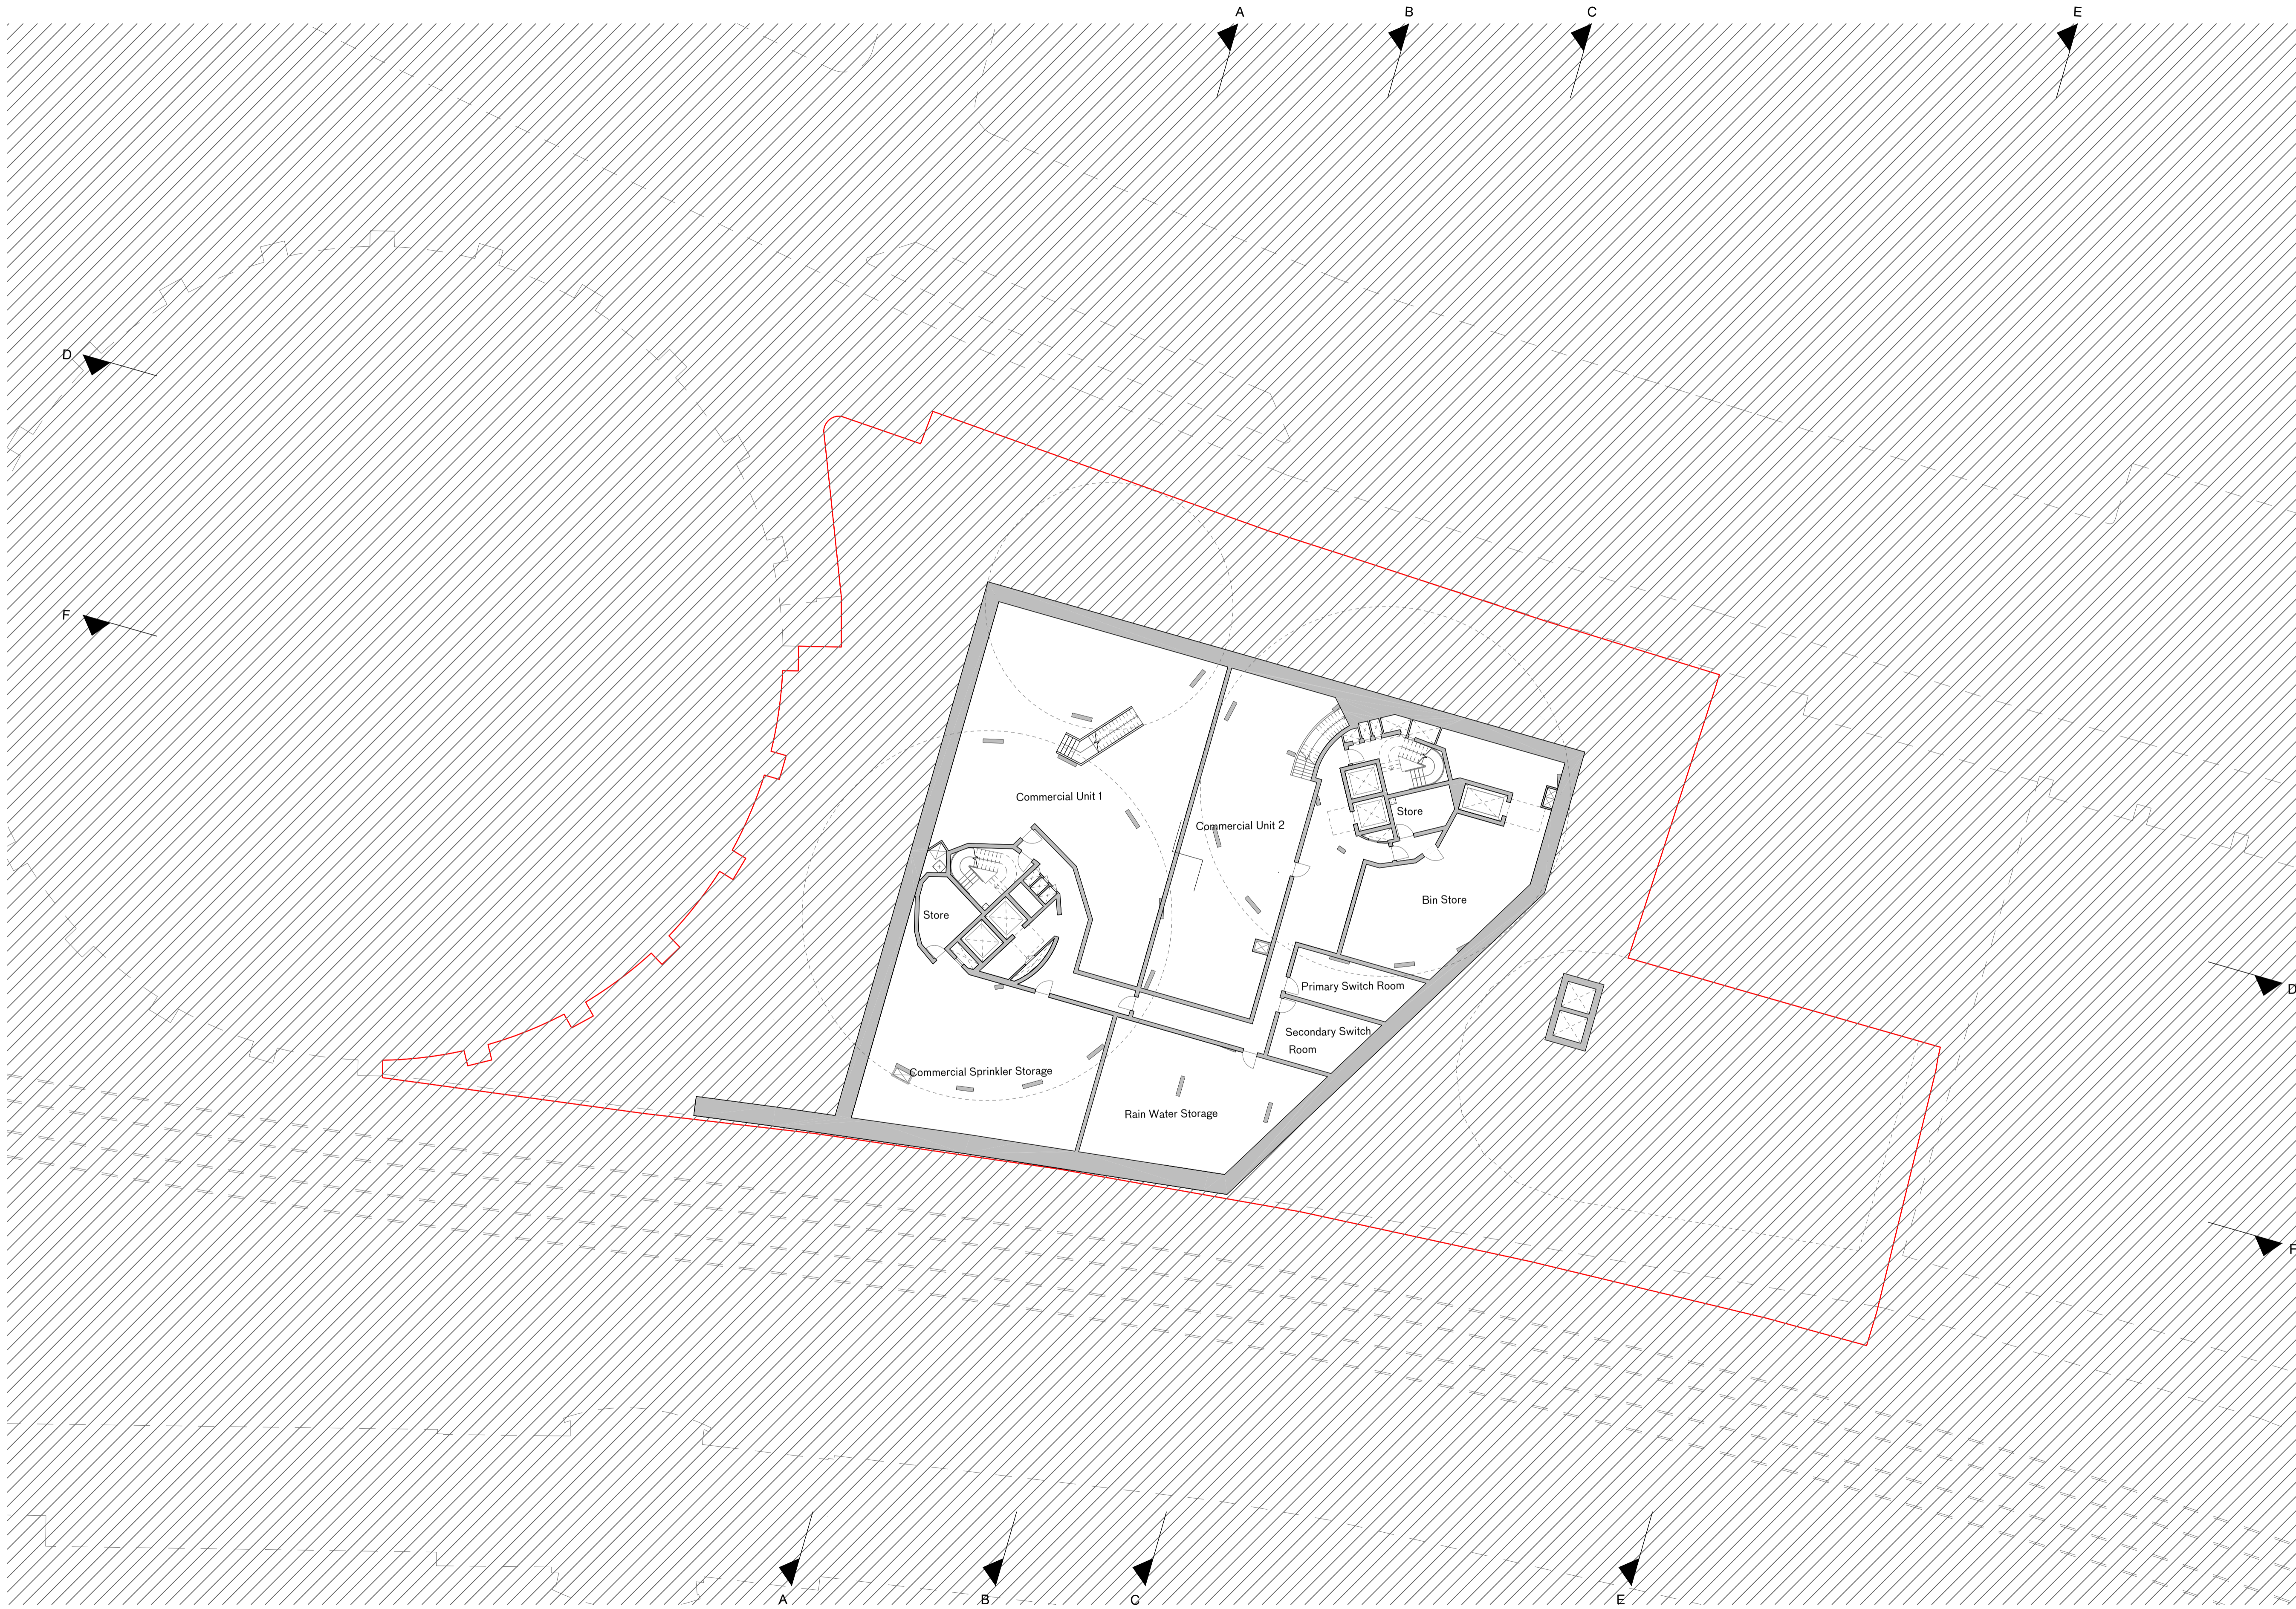 A
B
C
E
D
F
Commercial Unit 1
Commercial Unit 2
Store
Store
Bin Store
Primary Switch Room
Secondary Switch
Room
Commercial Sprinkler Storage
Rain Water Storage
D
F
A
B
C
E